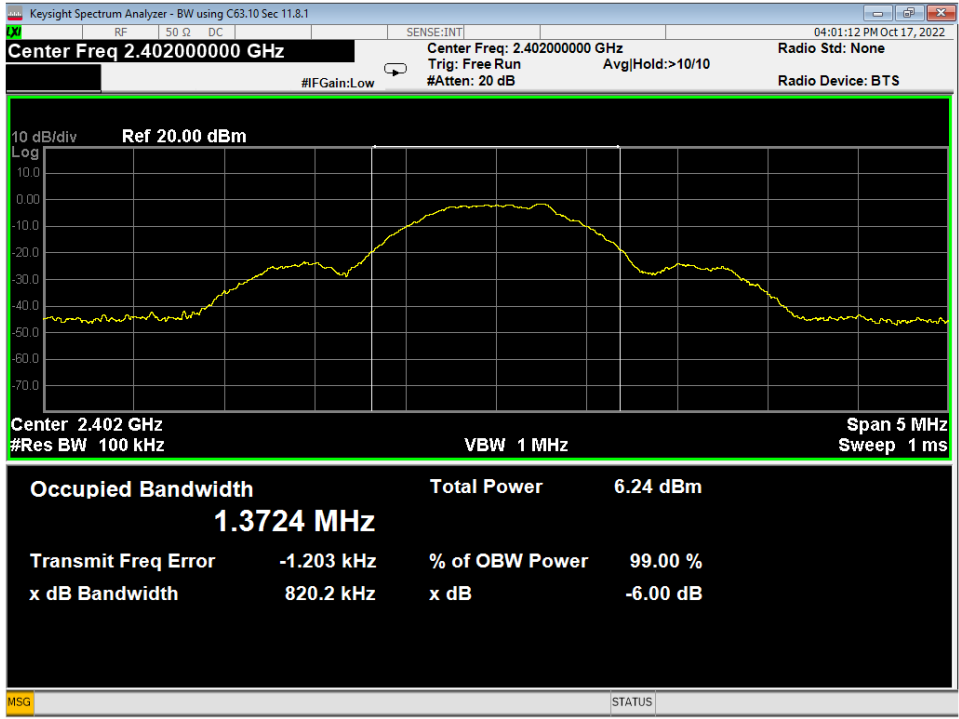 Keysight Spectrum Analyzer - BW using C63.10 Sec 11.8.1
LXI RF 50 Ω DC SENSE:INT 04:01:12 PM Oct 17, 2022
Center Freq 2.402000000 GHz Center Freq: 2.402000000 GHz Radio Std: None
Trig: Free Run Avg|Hold:>10/10
#IFGain:Low #Atten: 20 dB Radio Device: BTS
10 dB/div Ref 20.00 dBm
Log
10.0
0.00
-10.0
-20.0
-30.0
-40.0
-50.0
-60.0
-70.0
Center 2.402 GHz Span 5 MHz
#Res BW 100 kHz VBW 1 MHz Sweep 1 ms
Occupied Bandwidth Total Power 6.24 dBm
1.3724 MHz
Transmit Freq Error -1.203 kHz % of OBW Power 99.00 %
x dB Bandwidth 820.2 kHz x dB -6.00 dB
MSG STATUS